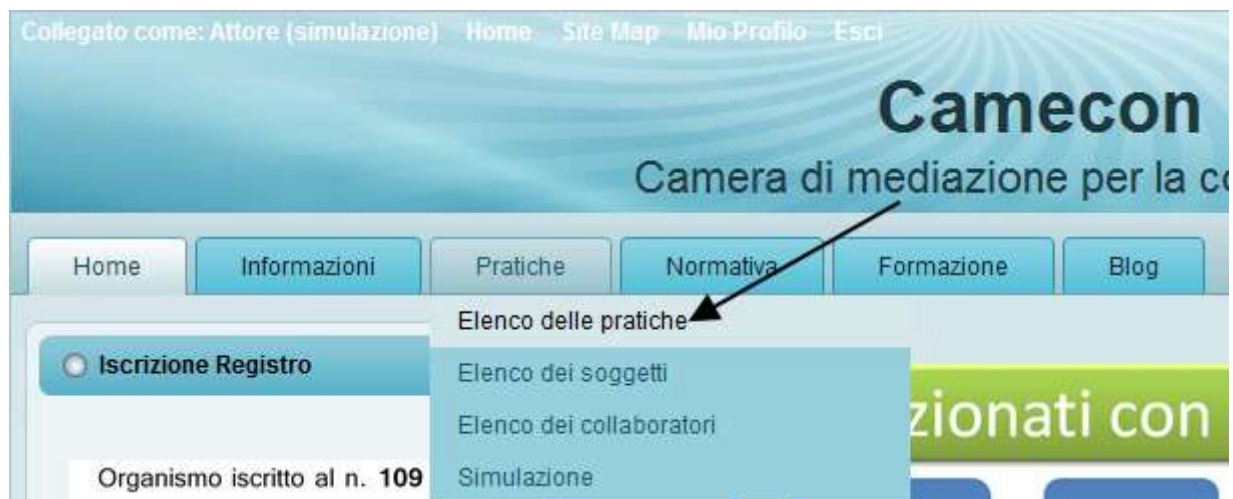 Collegato come: Attore (simulazione) Home Site Map Mio Profilo Esci
Camecon
Camera di mediazione per la
Home Informazioni Pratiche Normativa Formazione Blog
Elenco delle pratiche
Iscrizione Registro
Elenco dei soggetti
zionati con
Elenco dei collaboratori
Organismo iscritto al n. 109
Simulazione